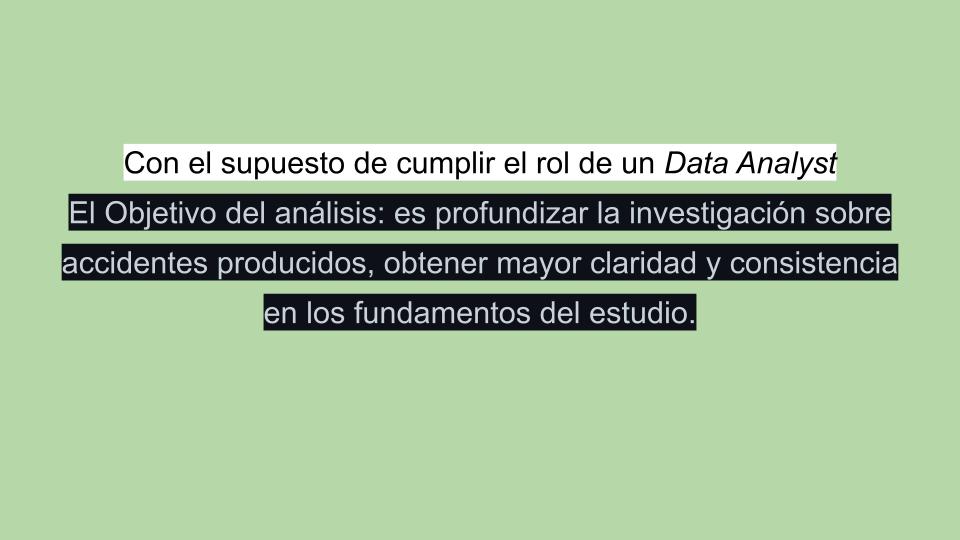 Con el supuesto de cumplir el rol de un Data Analyst
El Objetivo del análisis: es profundizar la investigación sobre
accidentes producidos, obtener mayor claridad y consistencia
en los fundamentos del estudio.